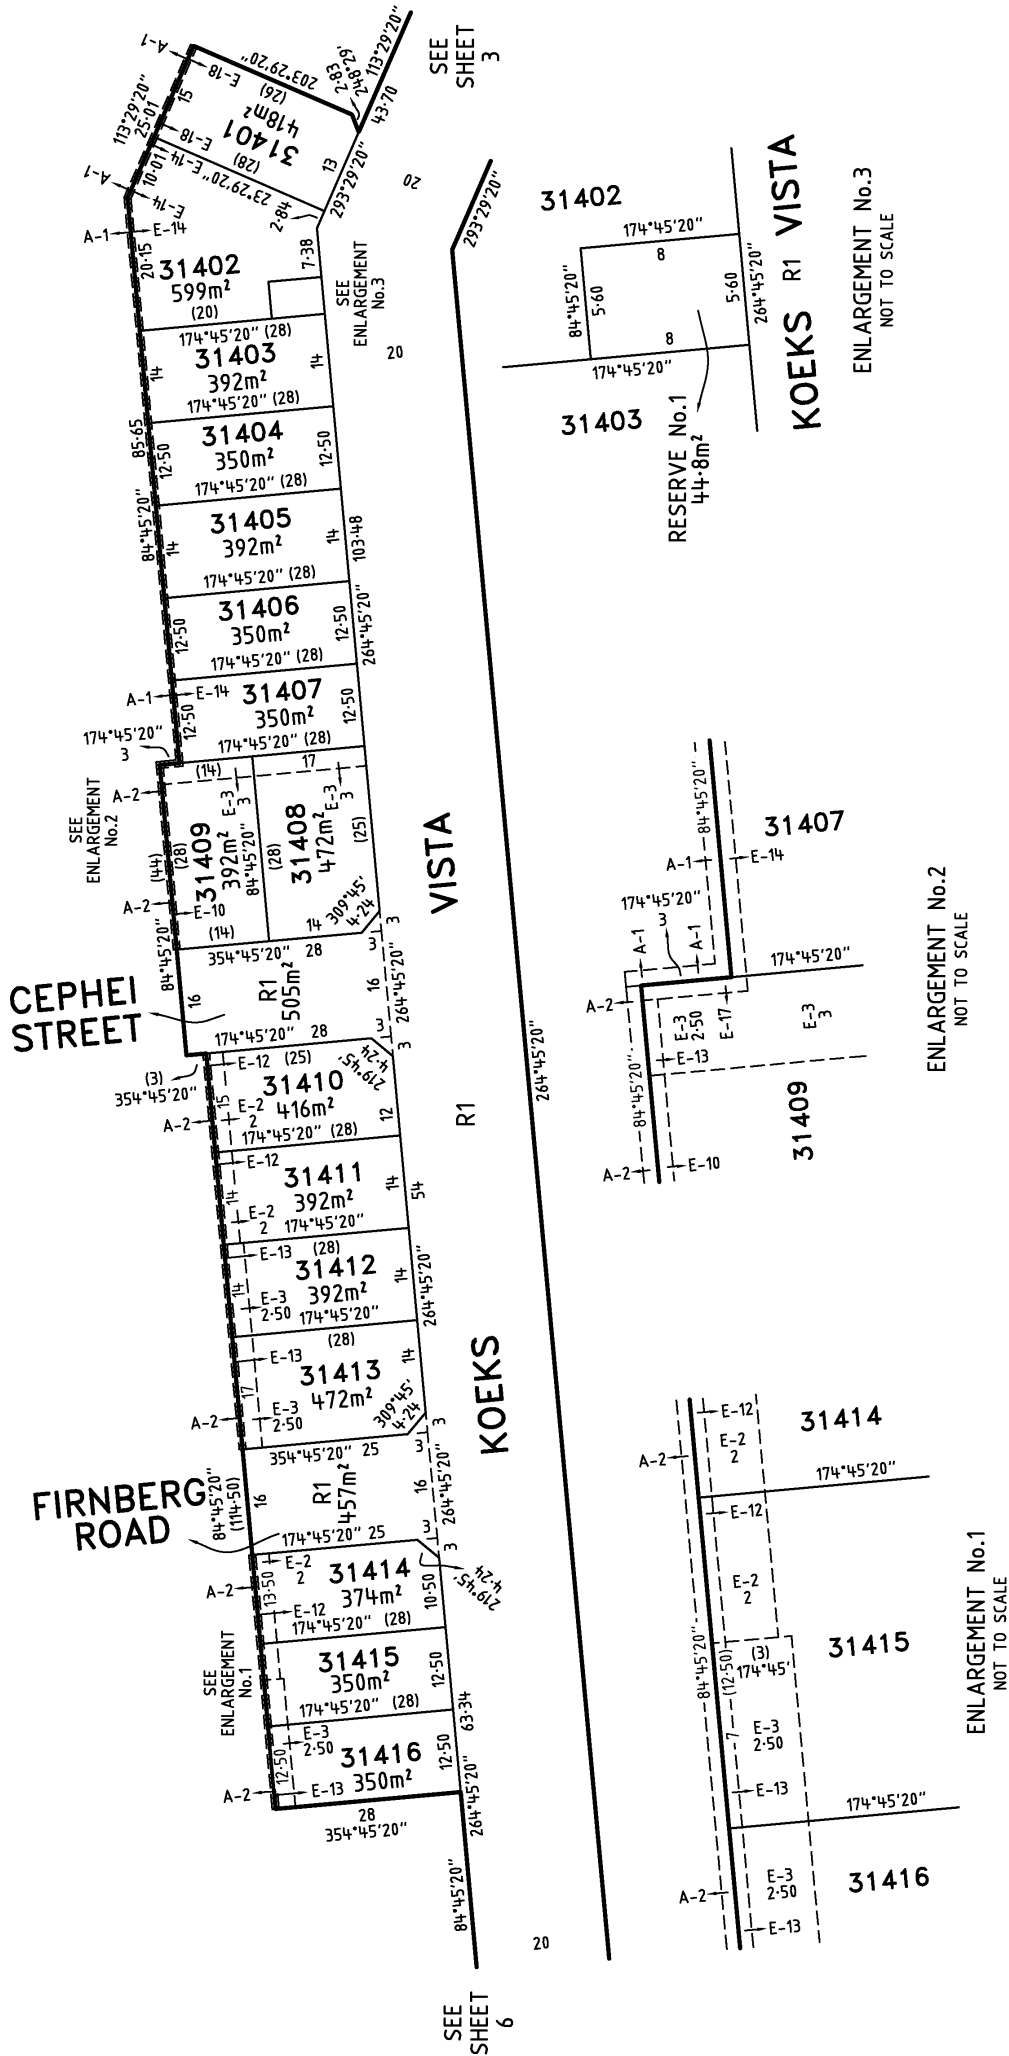 SEE
SHEET
3
A-1
113°29'20"
25·01
15
E-18
203°29'20"
(26)
2·83
248°29'
113°29'20"
43·70
31401
418m²
E-18
(28)
13
293°29'20"
A-1
10·01
E-14
23°29'20"
E-14
2·84
20
A-1
E-14
20·15
31402
599m²
(20)
7·38
SEE
ENLARGEMENT
No.3
293°29'20"
174°45'20" (28)
14
31403
392m²
14
20
174°45'20" (28)
85·65
12·50
31404
350m²
12·50
174°45'20" (28)
84°45'20"
14
31405
392m²
14
103·48
174°45'20" (28)
12·50
31406
350m²
12·50
264°45'20"
174°45'20" (28)
A-1
E-14
12·50
31407
350m²
12·50
174°45'20"
3
174°45'20" (28)
SEE
ENLARGEMENT
No.2
A-2
(14)
17
E-3
3
E-3
3
(44)
(28)
31409
392m²
84°45'20"
(28)
31408
472m²
(25)
A-2
E-10
(14)
14
309°45'
4·24
3
VISTA
84°45'20"
354°45'20"
28
3
CEPHEI
STREET
16
R1
505m²
16
264°45'20"
174°45'20"
28
3
3
(3)
354°45'20"
E-12
(25)
219°45'
4·24
15
31410
416m²
E-2
2
12
A-2
174°45'20" (28)
R1
264°45'20"
E-12
14
31411
392m²
14
54
E-2
2
174°45'20"
E-13
(28)
14
31412
392m²
14
E-3
2·50
174°45'20"
264°45'20"
(28)
E-13
31413
472m²
14
17
A-2
E-3
2·50
309°45'
4·24
3
KOEKS
354°45'20"
25
3
FIRNBERG
ROAD
84°45'20"
(114·50)
16
R1
457m²
16
264°45'20"
174°45'20"
25
3
3
E-2
2
A-2
13·50
31414
374m²
10·50
219°45'
4·24
E-12
174°45'20" (28)
SEE
ENLARGEMENT
No.1
31415
350m²
12·50
174°45'20" (28)
63·34
E-3
2·50
12·50
31416
350m²
12·50
A-2
E-13
28
354°45'20"
264°45'20"
84°45'20"
20
SEE
SHEET
6
31402
174°45'20"
8
84°45'20"
5·60
5·60
264°45'20"
8
174°45'20"
31403
RESERVE No.1
44·8m²
KOEKS R1 VISTA
ENLARGEMENT No.3
NOT TO SCALE
84°45'20"
31407
A-1
E-14
174°45'20"
3
A-1
A-1
174°45'20"
A-2
E-3
2·50
E-17
E-3
3
E-13
84°45'20"
31409
A-2
E-10
ENLARGEMENT No.2
NOT TO SCALE
E-12
31414
A-2
E-2
2
174°45'20"
E-12
E-2
2
84°45'20"
(12·50)
(3)
174°45'
31415
7
E-3
2·50
E-13
174°45'20"
A-2
E-3
2·50
31416
E-13
ENLARGEMENT No.1
NOT TO SCALE